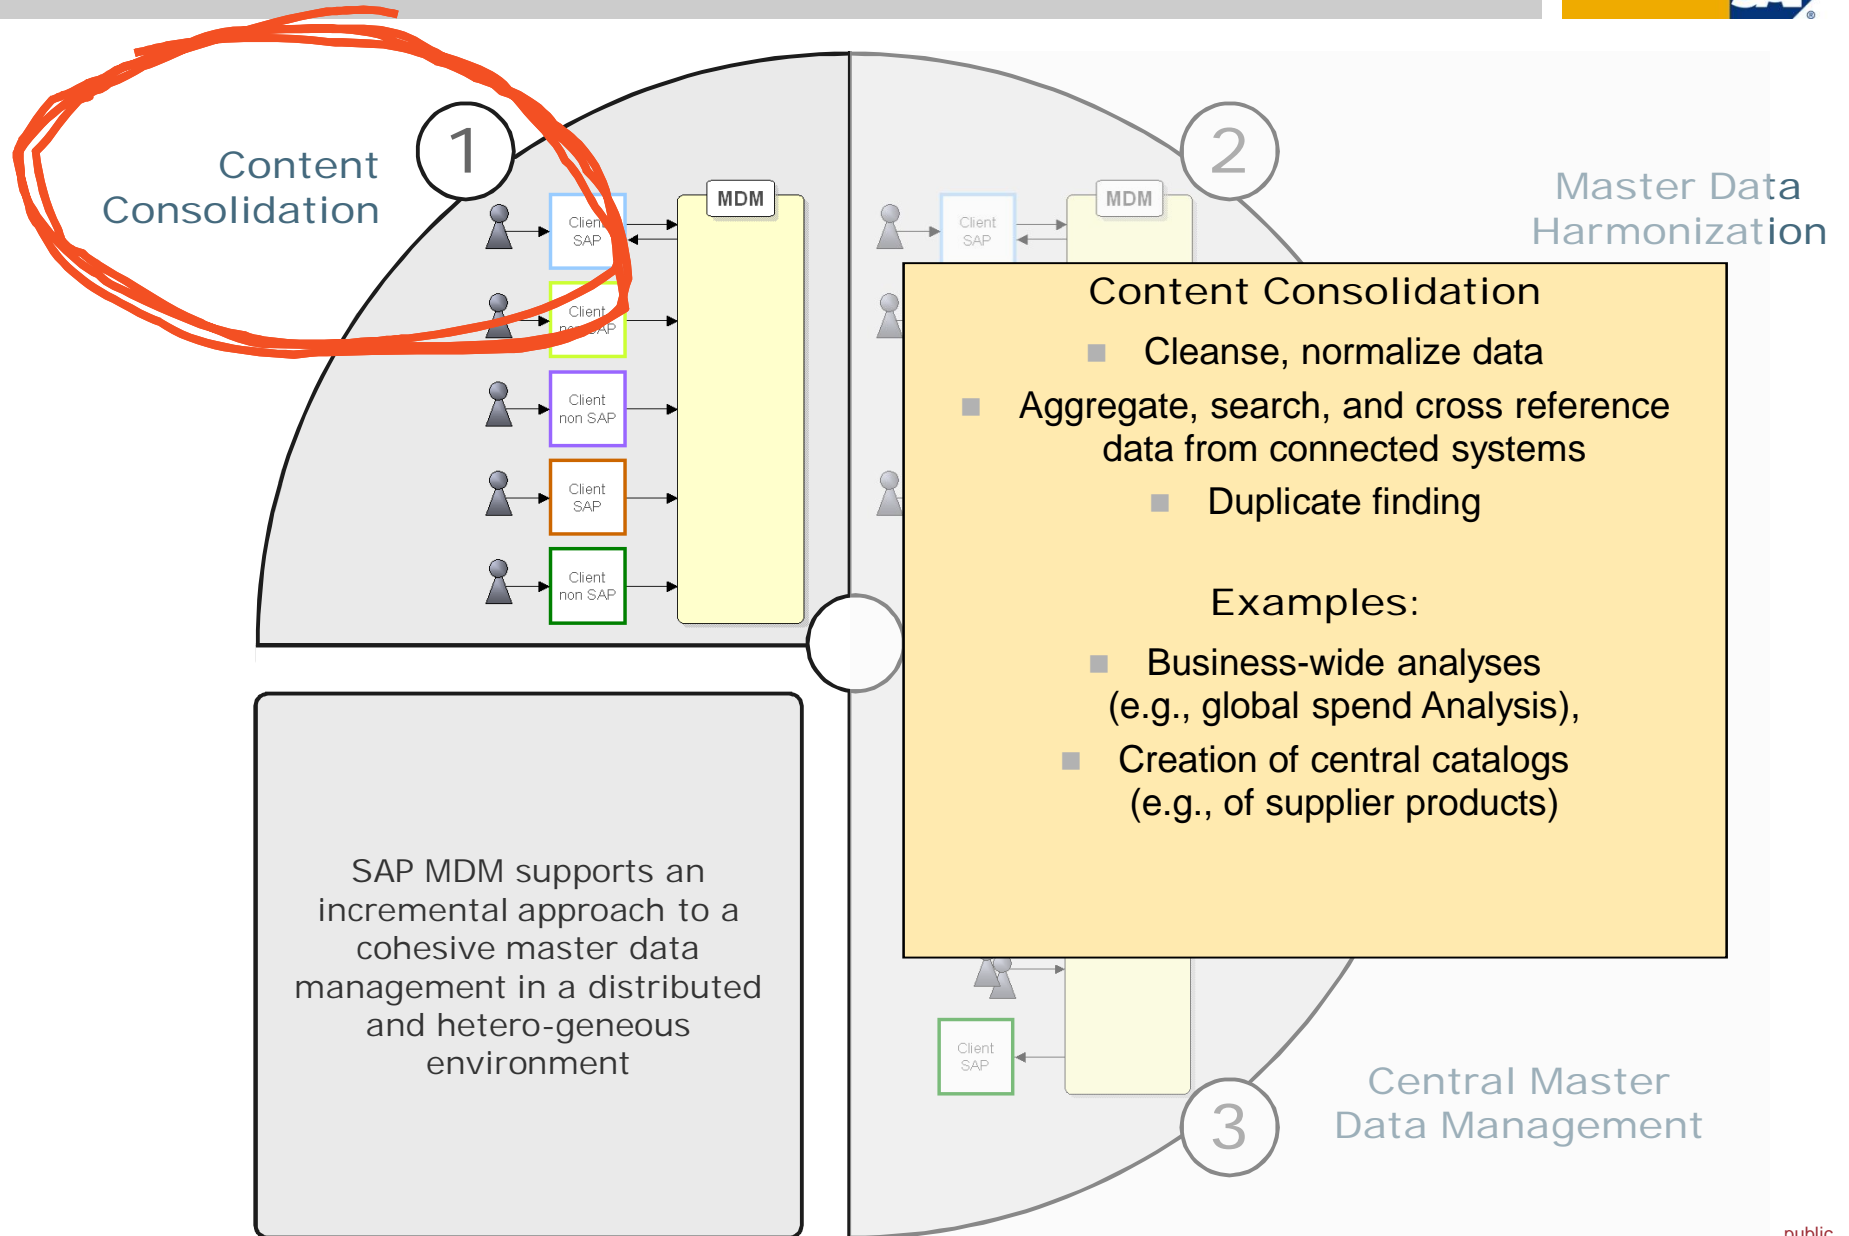 SAP
®
1
Content
Consolidation
MDM
Client
SAP
Client
non SAP
Client
non SAP
Client
SAP
Client
non SAP
2
Master Data
Harmonization
MDM
Client
SAP
Content Consolidation
Cleanse, normalize data
Aggregate, search, and cross reference
data from connected systems
Duplicate finding
Examples:
Business-wide analyses
(e.g., global spend Analysis),
Creation of central catalogs
(e.g., of supplier products)
SAP MDM supports an
incremental approach to a
cohesive master data
management in a distributed
and hetero-geneous
environment
Client
SAP
3
Central Master
Data Management
public